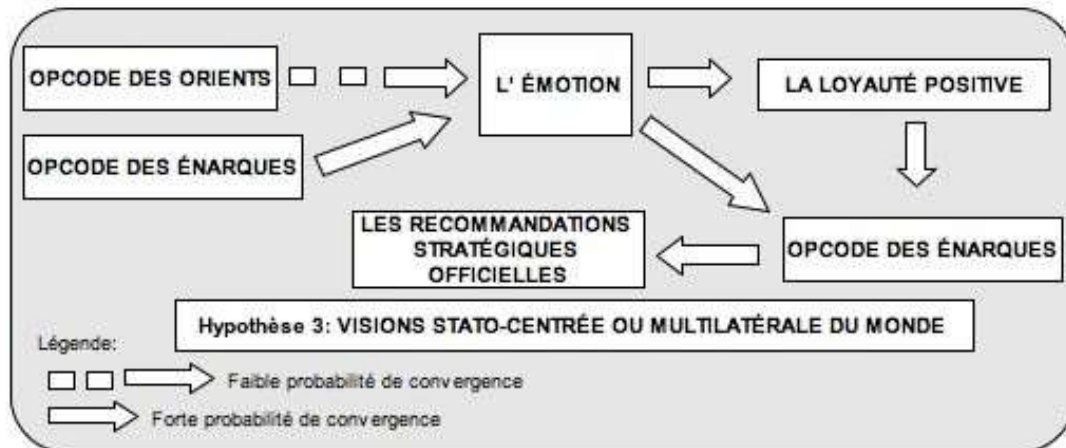 OPCODE DES ORIENTS
L' ÉMOTION
LA LOYAUTÉ POSITIVE
OPCODE DES ÉNARQUES
LES RECOMMANDATIONS
STRATÉGIQUES
OFFICIELLES
OPCODE DES ÉNARQUES
Hypothèse 3: VISIONS STATO-CENTRÉE OU MULTILATÉRALE DU MONDE
Légende:
Faible probabilité de convergence
Forte probabilité de convergence